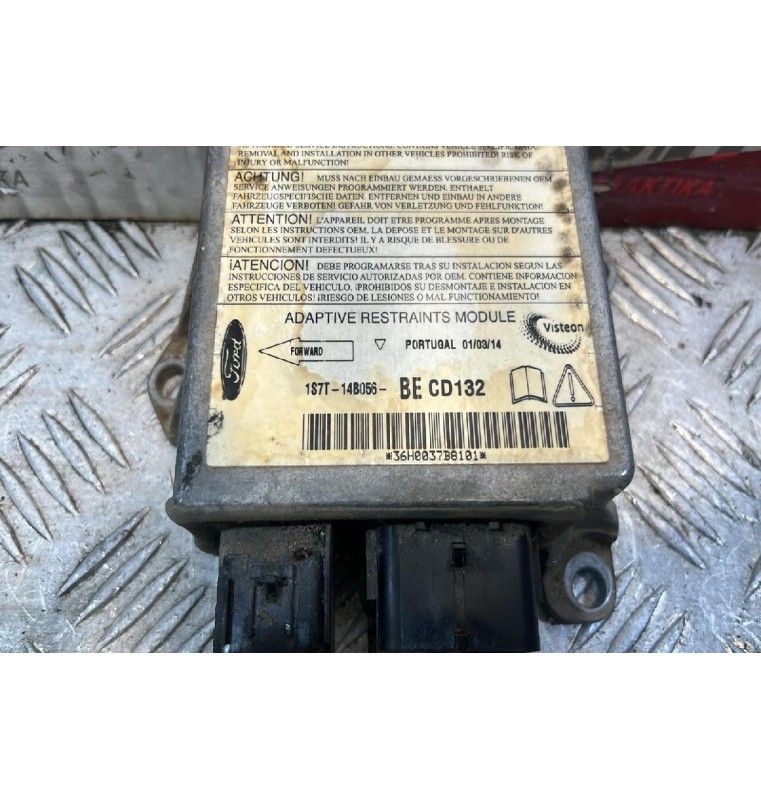 REMOVAL AND INSTALLATION IN OTHER VEHICLES PROHIBITED! RISK OF
INJURY OR MALFUNCTION!
ACHTUNG! MUSS NACH EINBAU GEMAESS VORGESCHRIEBENEN OEM
SERVICE ANWEISUNGEN PROGRAMMIERT WERDEN. ENTHAELT
FAHRZEUGSPEZIFISCHE DATEN. ENTFERNEN UND EINBAU IN ANDERE
FAHRZEUGE VERBOTEN! GEFAHR VON VERLETZUNG UND FEHLFUNKTION!
ATTENTION! L'APPAREIL DOIT ETRE PROGRAMME APRES MONTAGE
SELON LES INSTRUCTIONS OEM. LA DEPOSE ET LE MONTAGE SUR D'AUTRES
VEHICULES SONT INTERDITS! IL Y A RISQUE DE BLESSURE OU DE
FONCTIONNEMENT DEFECTUEUX!
¡ATENCION! DEBE PROGRAMARSE TRAS SU INSTALACION SEGUN LAS
INSTRUCCIONES DE SERVICIO AUTORIZADAS POR OEM. CONTIENE INFORMACION
ESPECIFICA DEL VEHICULO. ¡PROHIBIDOS SU DESMONTAJE E INSTALACION EN
OTROS VEHICULOS! ¡RIESGO DE LESIONES O MAL FUNCIONAMIENTO!
ADAPTIVE RESTRAINTS MODULE
Visteon
Ford
FORWARD
PORTUGAL 01/03/14
1S7T-14B056- BE CD132
*36H0037B8101*